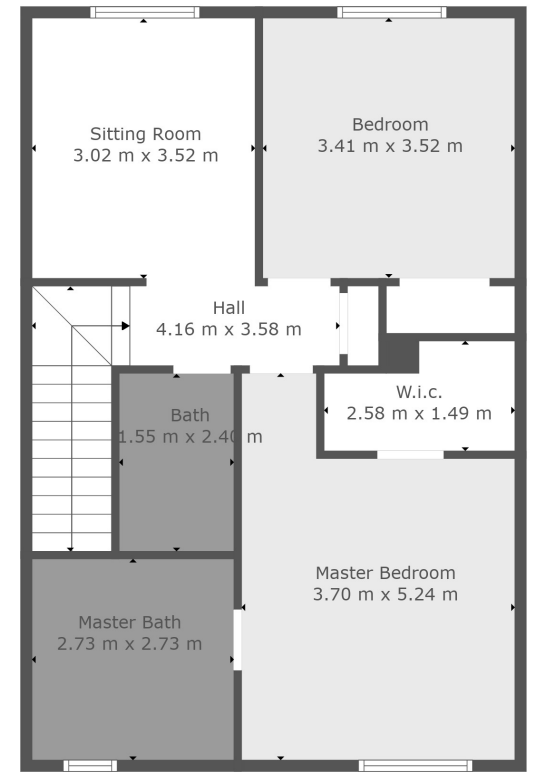 Sitting Room
3.02 m x 3.52 m
Bedroom
3.41 m x 3.52 m
Hall
4.16 m x 3.58 m
W.i.c.
2.58 m x 1.49 m
Bath
1.55 m x 2.40 m
Master Bedroom
3.70 m x 5.24 m
Master Bath
2.73 m x 2.73 m